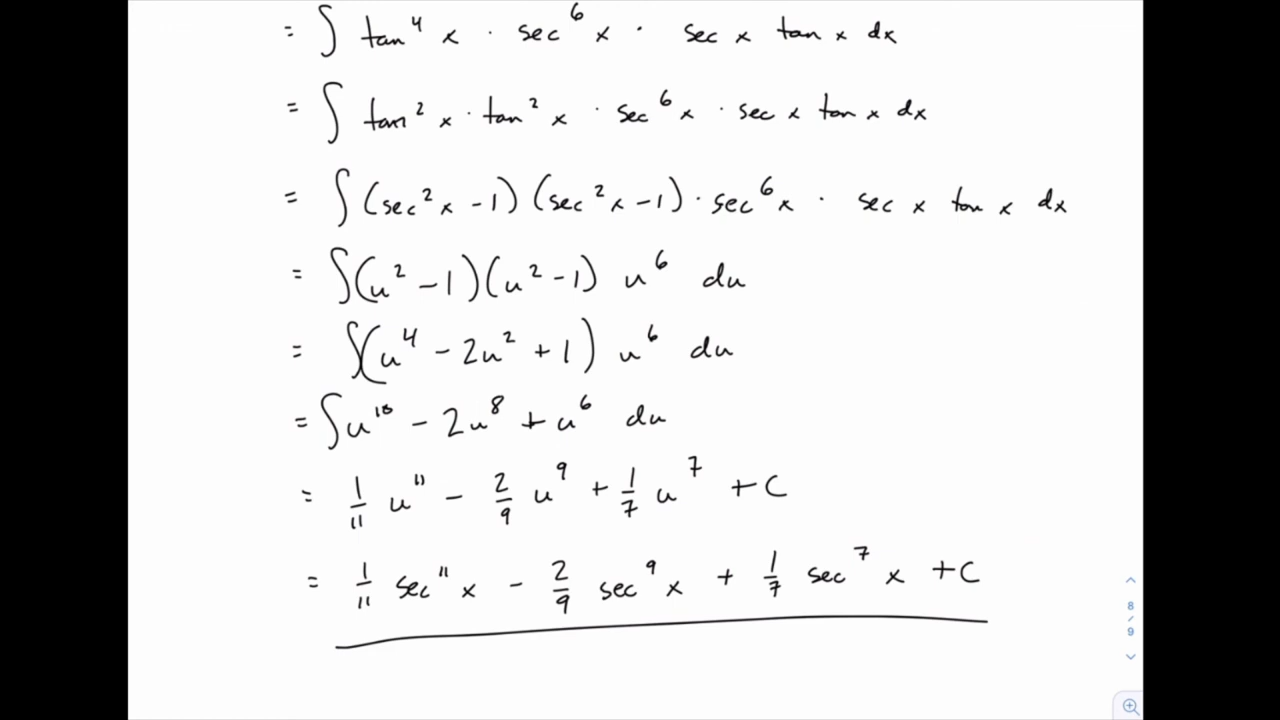 = ∫ tan⁴ x · sec⁶ x · sec x tan x dx
= ∫ tan² x · tan² x · sec⁶ x · sec x tan x dx
= ∫ (sec² x - 1) (sec² x - 1) · sec⁶ x · sec x tan x dx
= ∫ (u² - 1) (u² - 1) u⁶ du
= ∫ (u⁴ - 2u² + 1) u⁶ du
= ∫ u¹⁰ - 2u⁸ + u⁶ du
= 1/11 u¹¹ - 2/9 u⁹ + 1/7 u⁷ + C
= 1/11 sec¹¹ x - 2/9 sec⁹ x + 1/7 sec⁷ x + C
8
/
9